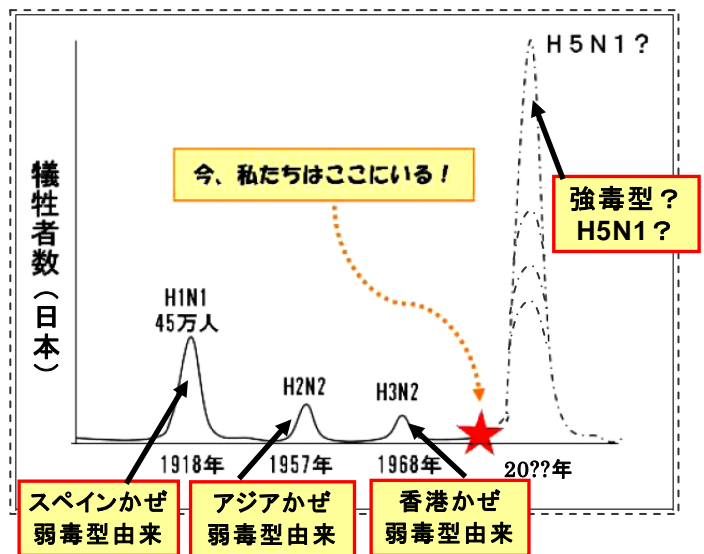 H5N1?
今、私たちはここにいる!
強毒型?
H5N1?
犠牲者数(日本)
H1N1
45万人
H2N2
H3N2
1918年
1957年
1968年
20??年
スペインかぜ
弱毒型由来
アジアかぜ
弱毒型由来
香港かぜ
弱毒型由来